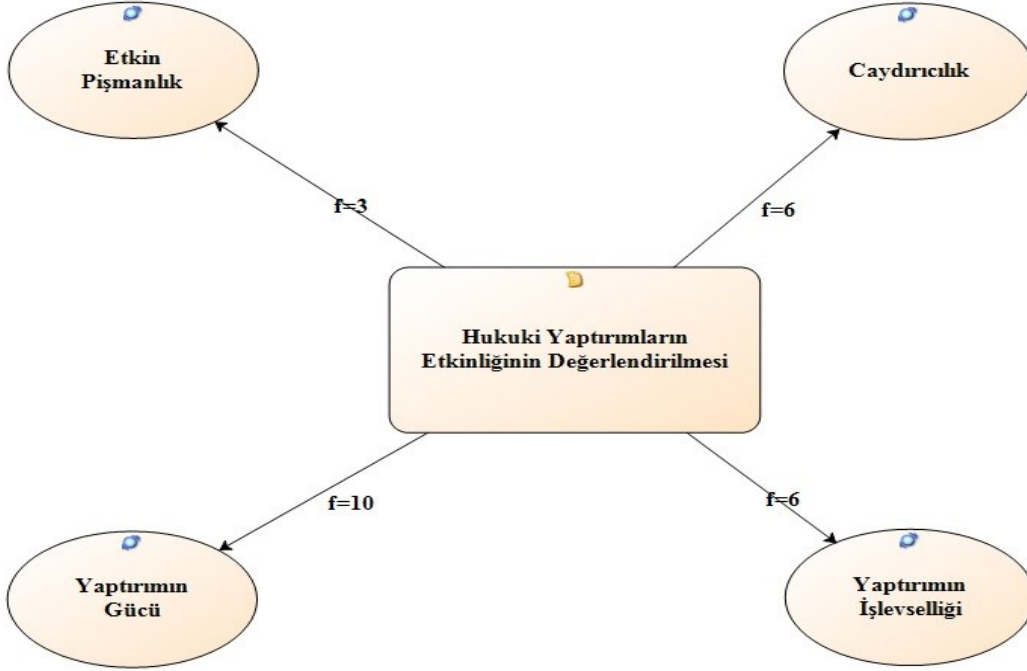 Etkin
Pişmanlık
Caydırıcılık
f=3
f=6
Hukuki Yaptırımların
Etkinliğinin Değerlendirilmesi
f=10
f=6
Yaptırımın
Gücü
Yaptırımın
İşlevselliği